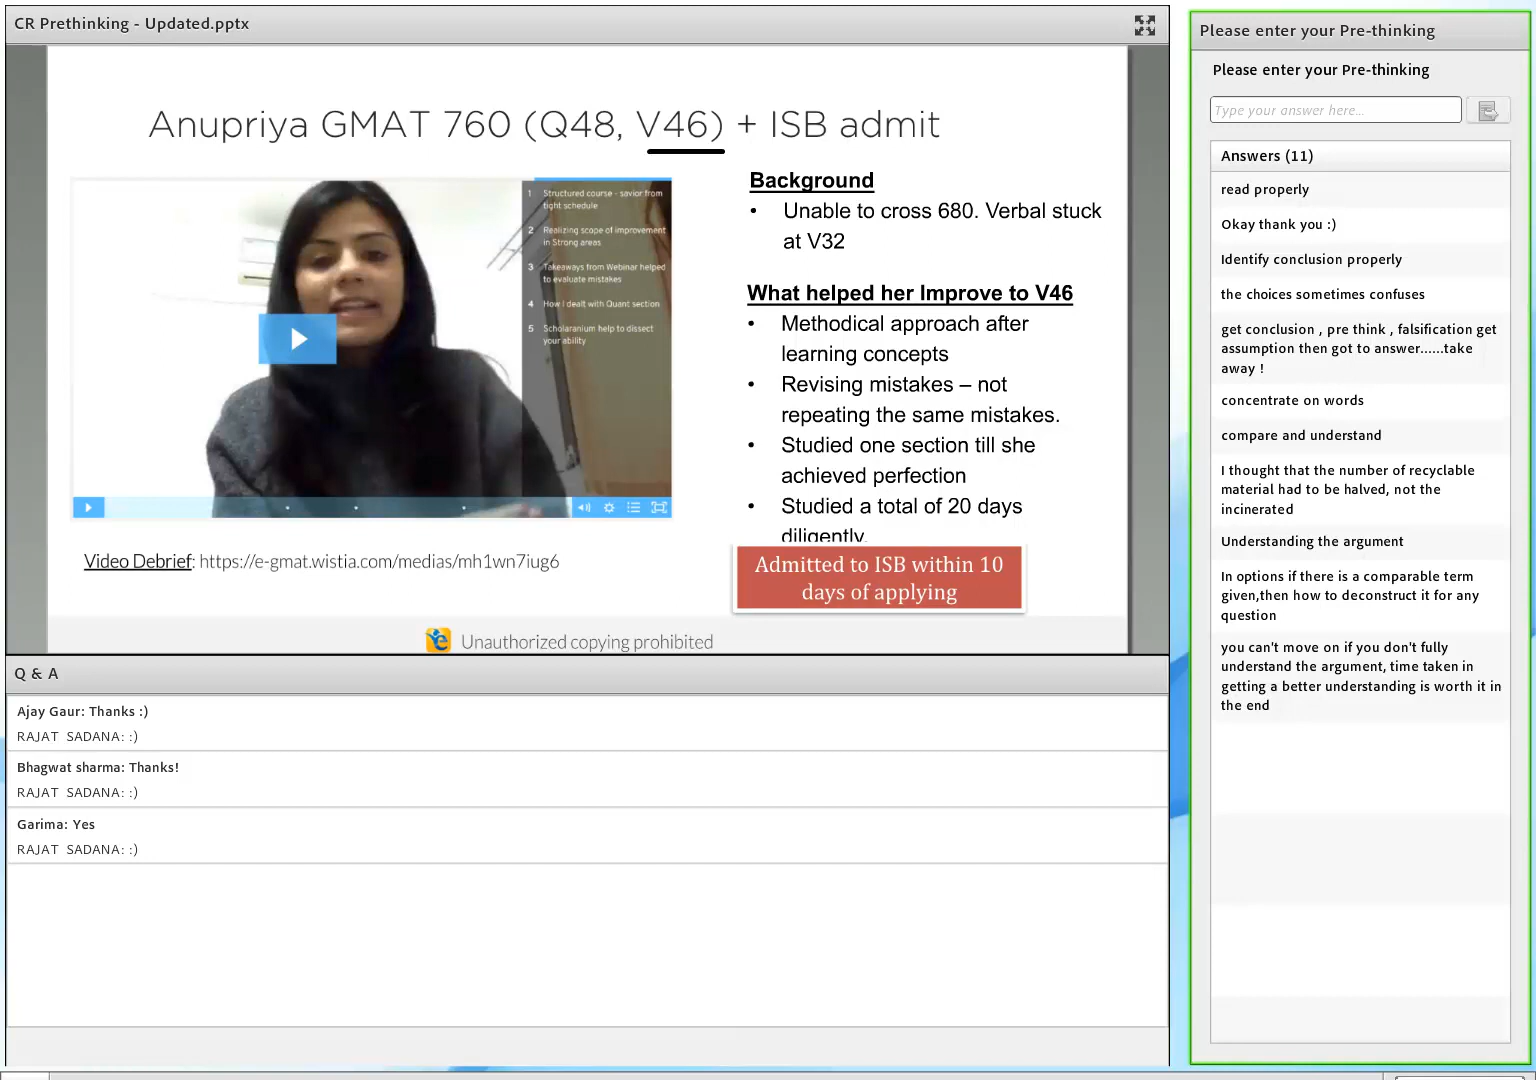 CR Prethinking - Updated.pptx
Anupriya GMAT 760 (Q48, V46) + ISB admit
1 Structured course - savior from
tight schedule
2 Realizing scope of improvement
in Strong areas
3 Takeaways from Webinar helped
to evaluate mistakes
4 How I dealt with Quant section
5 Scholaranium help to dissect
your ability
Video Debrief: https://e-gmat.wistia.com/medias/mh1wn7iug6
Background
• Unable to cross 680. Verbal stuck
at V32
What helped her Improve to V46
• Methodical approach after
learning concepts
• Revising mistakes – not
repeating the same mistakes.
• Studied one section till she
achieved perfection
• Studied a total of 20 days
diligently.
Admitted to ISB within 10
days of applying
Unauthorized copying prohibited
Q & A
Ajay Gaur: Thanks :)
RAJAT SADANA: :)
Bhagwat sharma: Thanks!
RAJAT SADANA: :)
Garima: Yes
RAJAT SADANA: :)
Please enter your Pre-thinking
Please enter your Pre-thinking
Type your answer here...
Answers (11)
read properly
Okay thank you :)
Identify conclusion properly
the choices sometimes confuses
get conclusion , pre think , falsification get
assumption then got to answer......take
away !
concentrate on words
compare and understand
I thought that the number of recyclable
material had to be halved, not the
incinerated
Understanding the argument
In options if there is a comparable term
given,then how to deconstruct it for any
question
you can't move on if you don't fully
understand the argument, time taken in
getting a better understanding is worth it in
the end